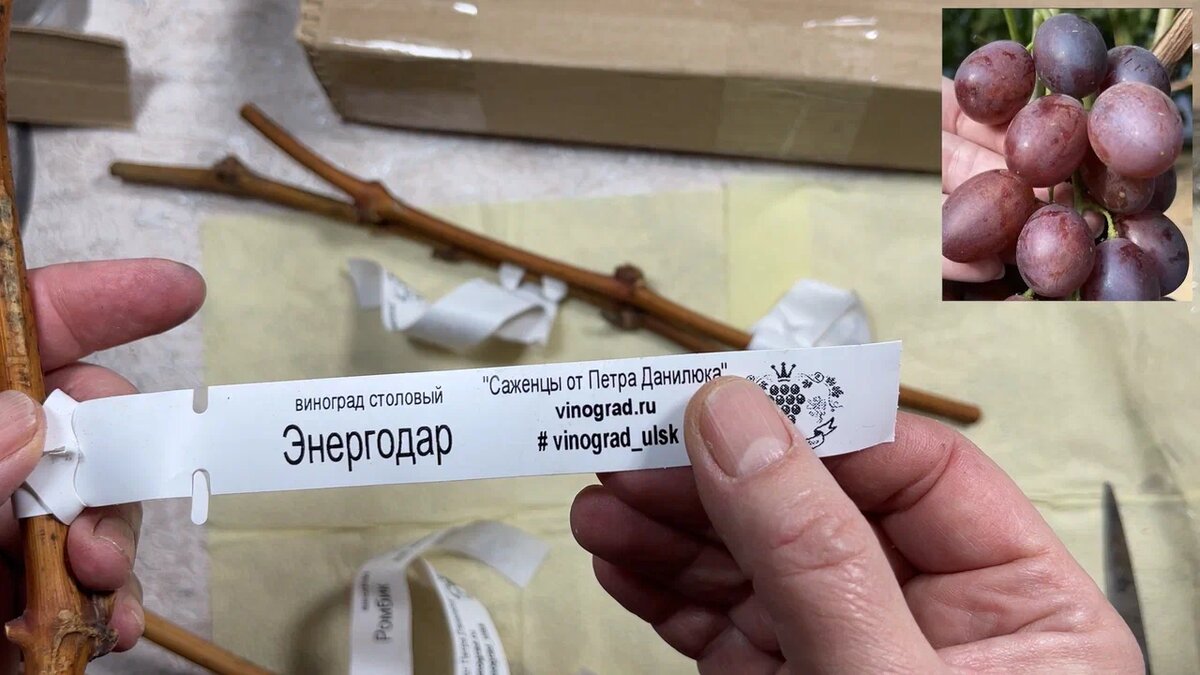 виноград столовый
Энергодар
"Саженцы от Петра Данилюка"
vinograd.ru
# vinograd_ulsk
Ромбик